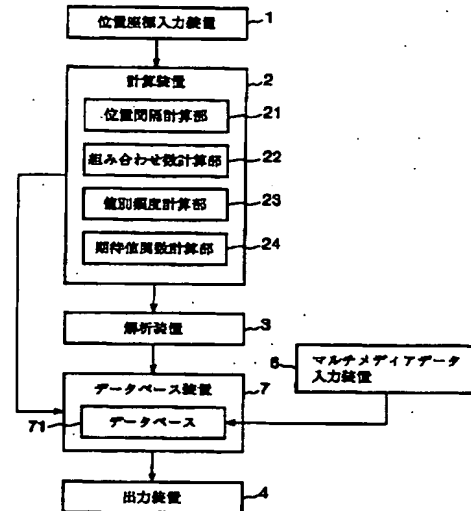 位置座標入力装置
1
計算装置
2
位置間隔計算部
21
組み合わせ数計算部
22
値別頻度計算部
23
期待値関数計算部
24
解析装置
3
データベース装置
7
マルチメディアデータ
入力装置
6
データベース
71
出力装置
4